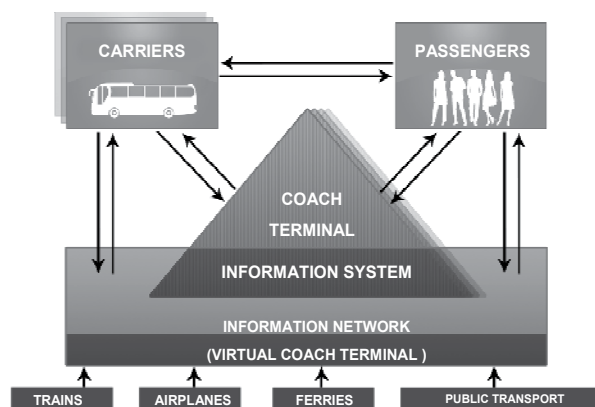 CARRIERS
PASSENGERS
COACH
TERMINAL
INFORMATION SYSTEM
INFORMATION NETWORK
(VIRTUAL COACH TERMINAL )
TRAINS
AIRPLANES
FERRIES
PUBLIC TRANSPORT